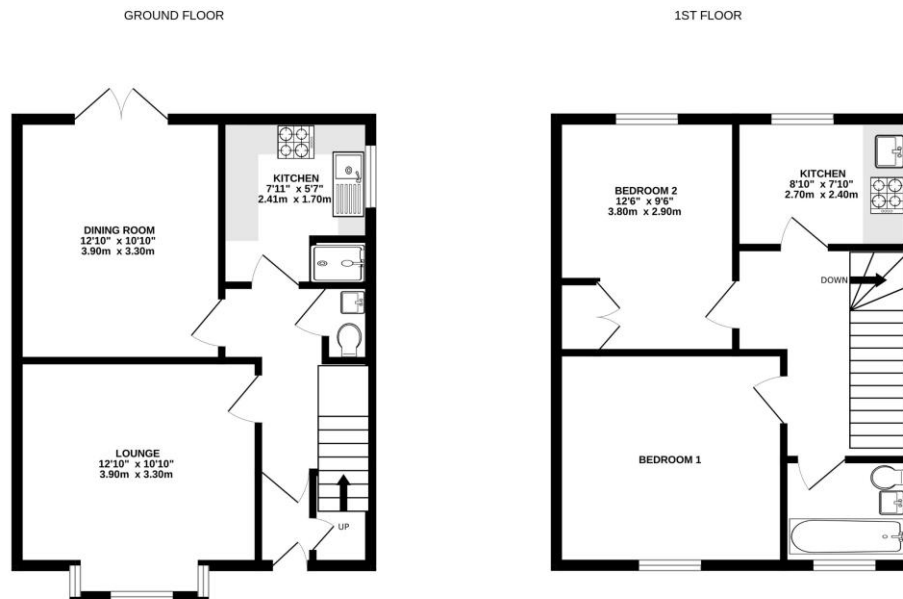 GROUND FLOOR
1ST FLOOR
KITCHEN
7'11" x 5'7"
2.41m x 1.70m
DINING ROOM
12'10" x 10'10"
3.90m x 3.30m
LOUNGE
12'10" x 10'10"
3.90m x 3.30m
UP
BEDROOM 2
12'6" x 9'6"
3.80m x 2.90m
KITCHEN
8'10" x 7'10"
2.70m x 2.40m
DOWN
BEDROOM 1